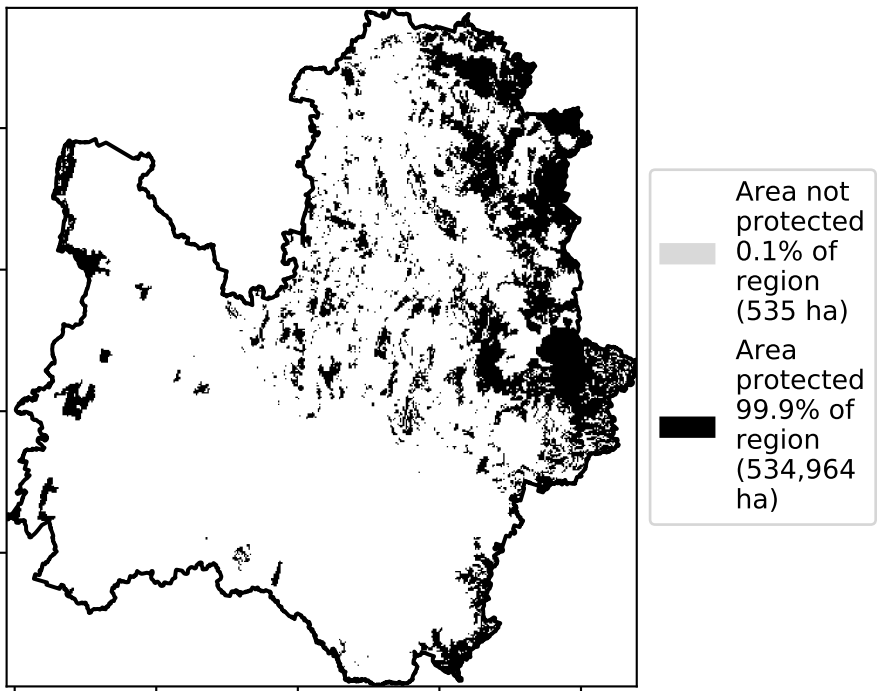 Area not
protected
0.1% of
region
(535 ha)
Area
protected
99.9% of
region
(534,964
ha)